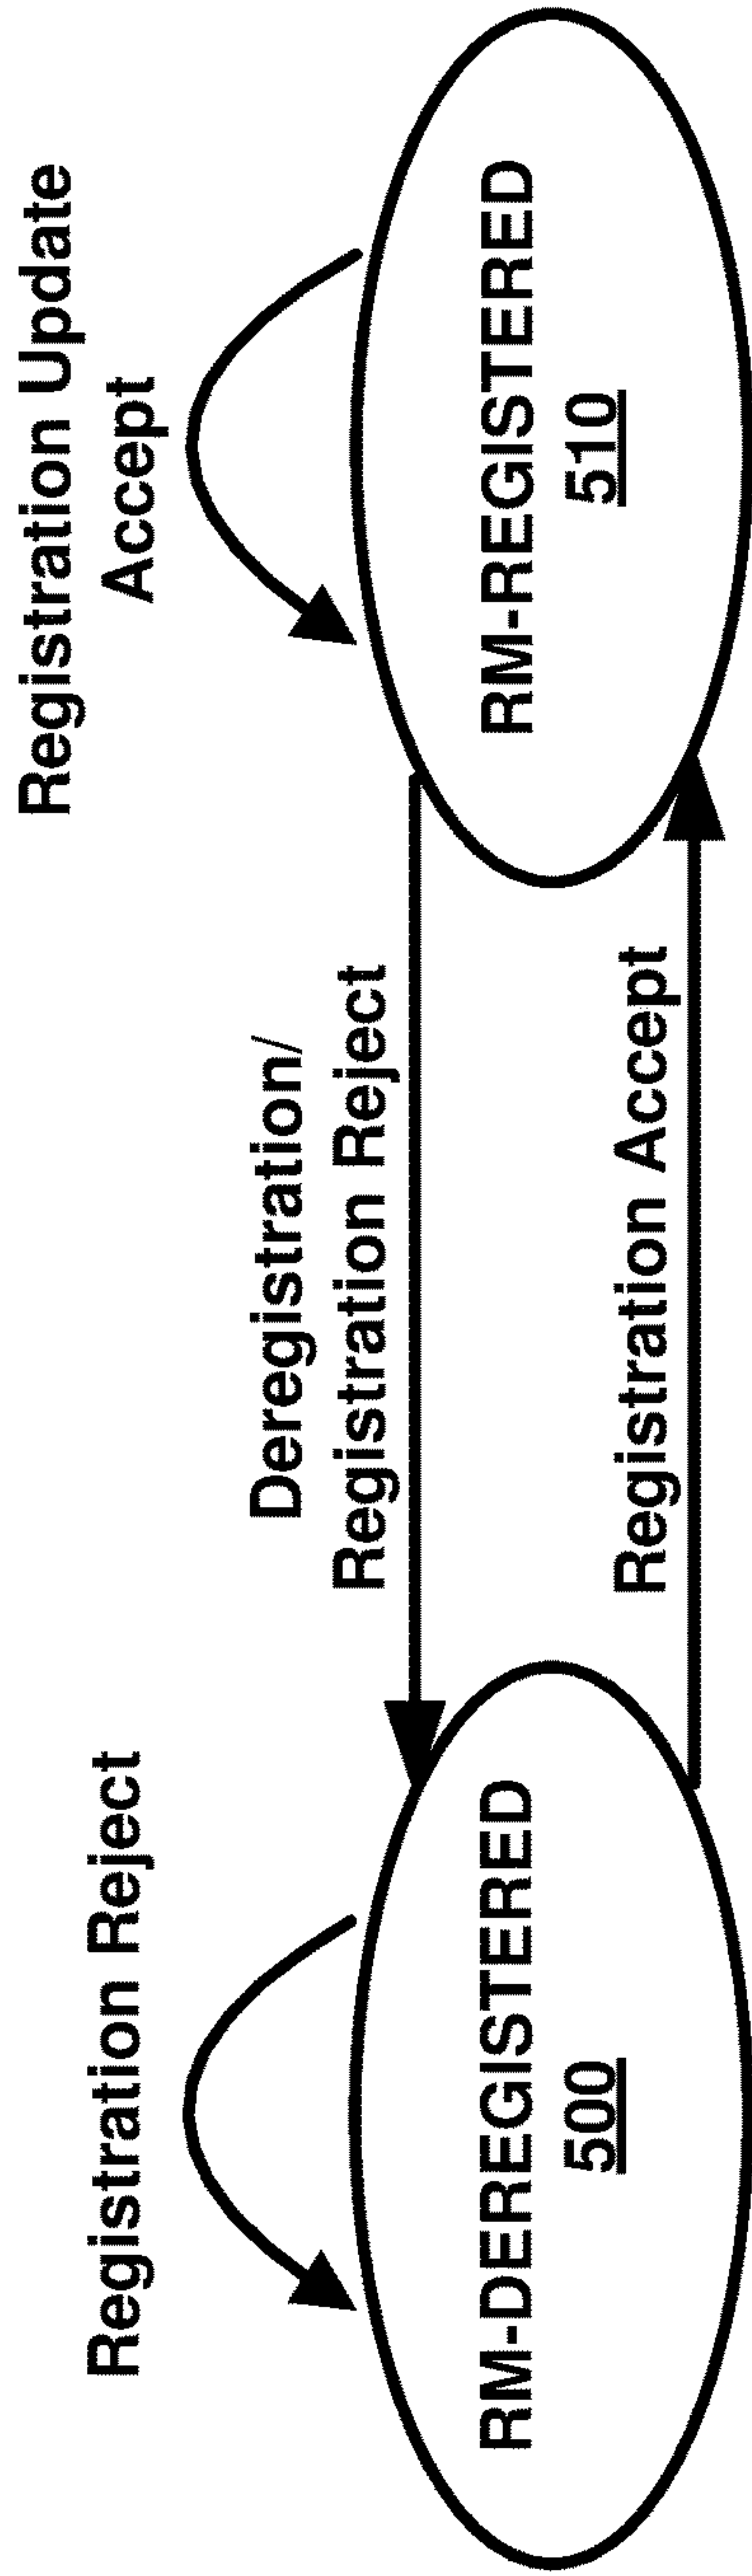 Registration Reject
Registration Update
Accept
Deregistration/
Registration Reject
RM-DEREGISTERED
500
RM-REGISTERED
510
Registration Accept